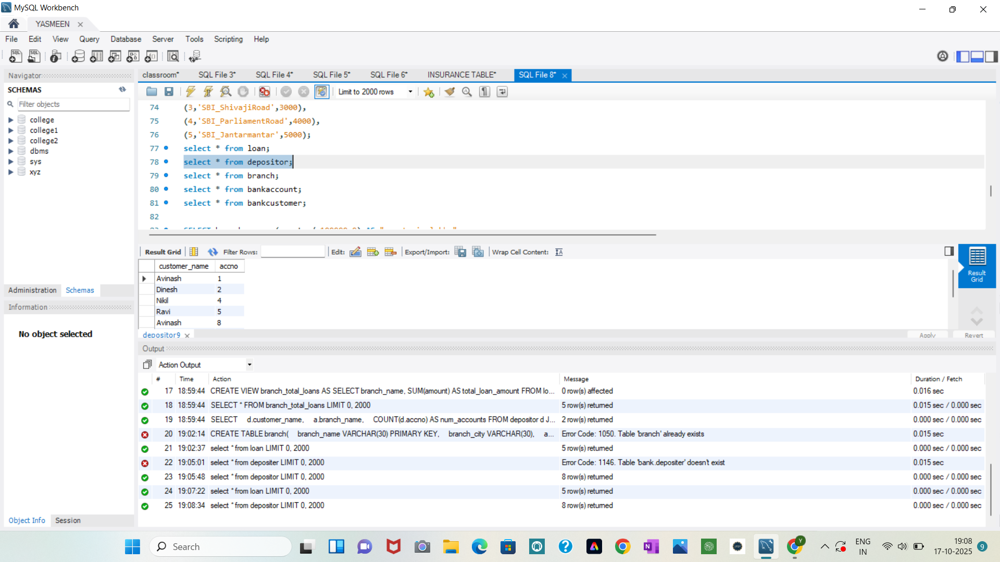 MySQL Workbench
YASMEEN
File Edit View Query Database Server Tools Scripting Help
Navigator
SCHEMAS
Filter objects
college
college1
college2
dbms
sys
xyz
Administration Schemas
Information
No object selected
Object Info Session
classroom* SQL File 3* SQL File 4* SQL File 5* SQL File 6* INSURANCE TABLE* SQL File 8*
Limit to 2000 rows
74 (3,'SBI_ShivajiRoad',3000),
75 (4,'SBI_ParliamentRoad',4000),
76 (5,'SBI_Jantarmantar',5000);
77 select * from loan;
78 select * from depositor;
79 select * from branch;
80 select * from bankaccount;
81 select * from bankcustomer;
82
Result Grid Filter Rows: Edit: Export/Import: Wrap Cell Content:
customer_name accno
Avinash 1
Dinesh 2
Nikil 4
Ravi 5
Avinash 8
Result
Grid
depositor9
Apply Revert
Output
Action Output
# Time Action Message Duration / Fetch
17 18:59:44 CREATE VIEW branch_total_loans AS SELECT branch_name, SUM(amount) AS total_loan_amount FROM lo... 0 row(s) affected 0.016 sec
18 18:59:44 SELECT * FROM branch_total_loans LIMIT 0, 2000 5 row(s) returned 0.015 sec / 0.000 sec
19 18:59:44 SELECT d.customer_name, a.branch_name, COUNT(d.accno) AS num_accounts FROM depositor d J... 2 row(s) returned 0.000 sec / 0.000 sec
20 19:02:14 CREATE TABLE branch( branch_name VARCHAR(30) PRIMARY KEY, branch_city VARCHAR(30), a... Error Code: 1050. Table 'branch' already exists 0.015 sec
21 19:02:37 select * from loan LIMIT 0, 2000 5 row(s) returned 0.000 sec / 0.000 sec
22 19:05:01 select * from depositer LIMIT 0, 2000 Error Code: 1146. Table 'bank.depositer' doesn't exist 0.015 sec
23 19:05:48 select * from depositor LIMIT 0, 2000 8 row(s) returned 0.000 sec / 0.000 sec
24 19:07:22 select * from loan LIMIT 0, 2000 5 row(s) returned 0.000 sec / 0.000 sec
25 19:08:34 select * from depositor LIMIT 0, 2000 8 row(s) returned 0.000 sec / 0.000 sec
Search
ENG
IN
19:08
17-10-2025
9